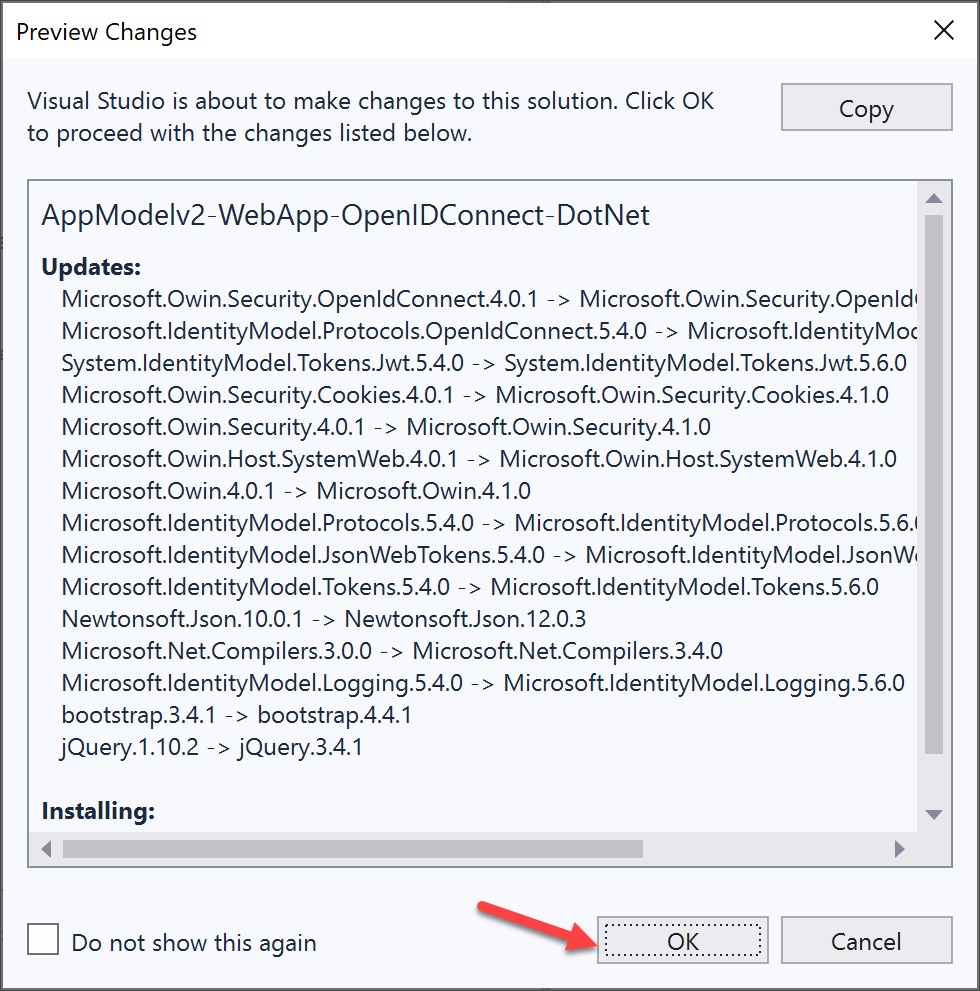 Preview Changes
Visual Studio is about to make changes to this solution. Click OK
to proceed with the changes listed below.
Copy
AppModelv2-WebApp-OpenIDConnect-DotNet
Updates:
Microsoft.Owin.Security.OpenIdConnect.4.0.1 -> Microsoft.Owin.Security.OpenId
Microsoft.IdentityModel.Protocols.OpenIdConnect.5.4.0 -> Microsoft.IdentityMod
System.IdentityModel.Tokens.Jwt.5.4.0 -> System.IdentityModel.Tokens.Jwt.5.6.0
Microsoft.Owin.Security.Cookies.4.0.1 -> Microsoft.Owin.Security.Cookies.4.1.0
Microsoft.Owin.Security.4.0.1 -> Microsoft.Owin.Security.4.1.0
Microsoft.Owin.Host.SystemWeb.4.0.1 -> Microsoft.Owin.Host.SystemWeb.4.1.0
Microsoft.Owin.4.0.1 -> Microsoft.Owin.4.1.0
Microsoft.IdentityModel.Protocols.5.4.0 -> Microsoft.IdentityModel.Protocols.5.6.0
Microsoft.IdentityModel.JsonWebTokens.5.4.0 -> Microsoft.IdentityModel.JsonWe
Microsoft.IdentityModel.Tokens.5.4.0 -> Microsoft.IdentityModel.Tokens.5.6.0
Newtonsoft.Json.10.0.1 -> Newtonsoft.Json.12.0.3
Microsoft.Net.Compilers.3.0.0 -> Microsoft.Net.Compilers.3.4.0
Microsoft.IdentityModel.Logging.5.4.0 -> Microsoft.IdentityModel.Logging.5.6.0
bootstrap.3.4.1 -> bootstrap.4.4.1
jQuery.1.10.2 -> jQuery.3.4.1
Installing:
Do not show this again
OK
Cancel